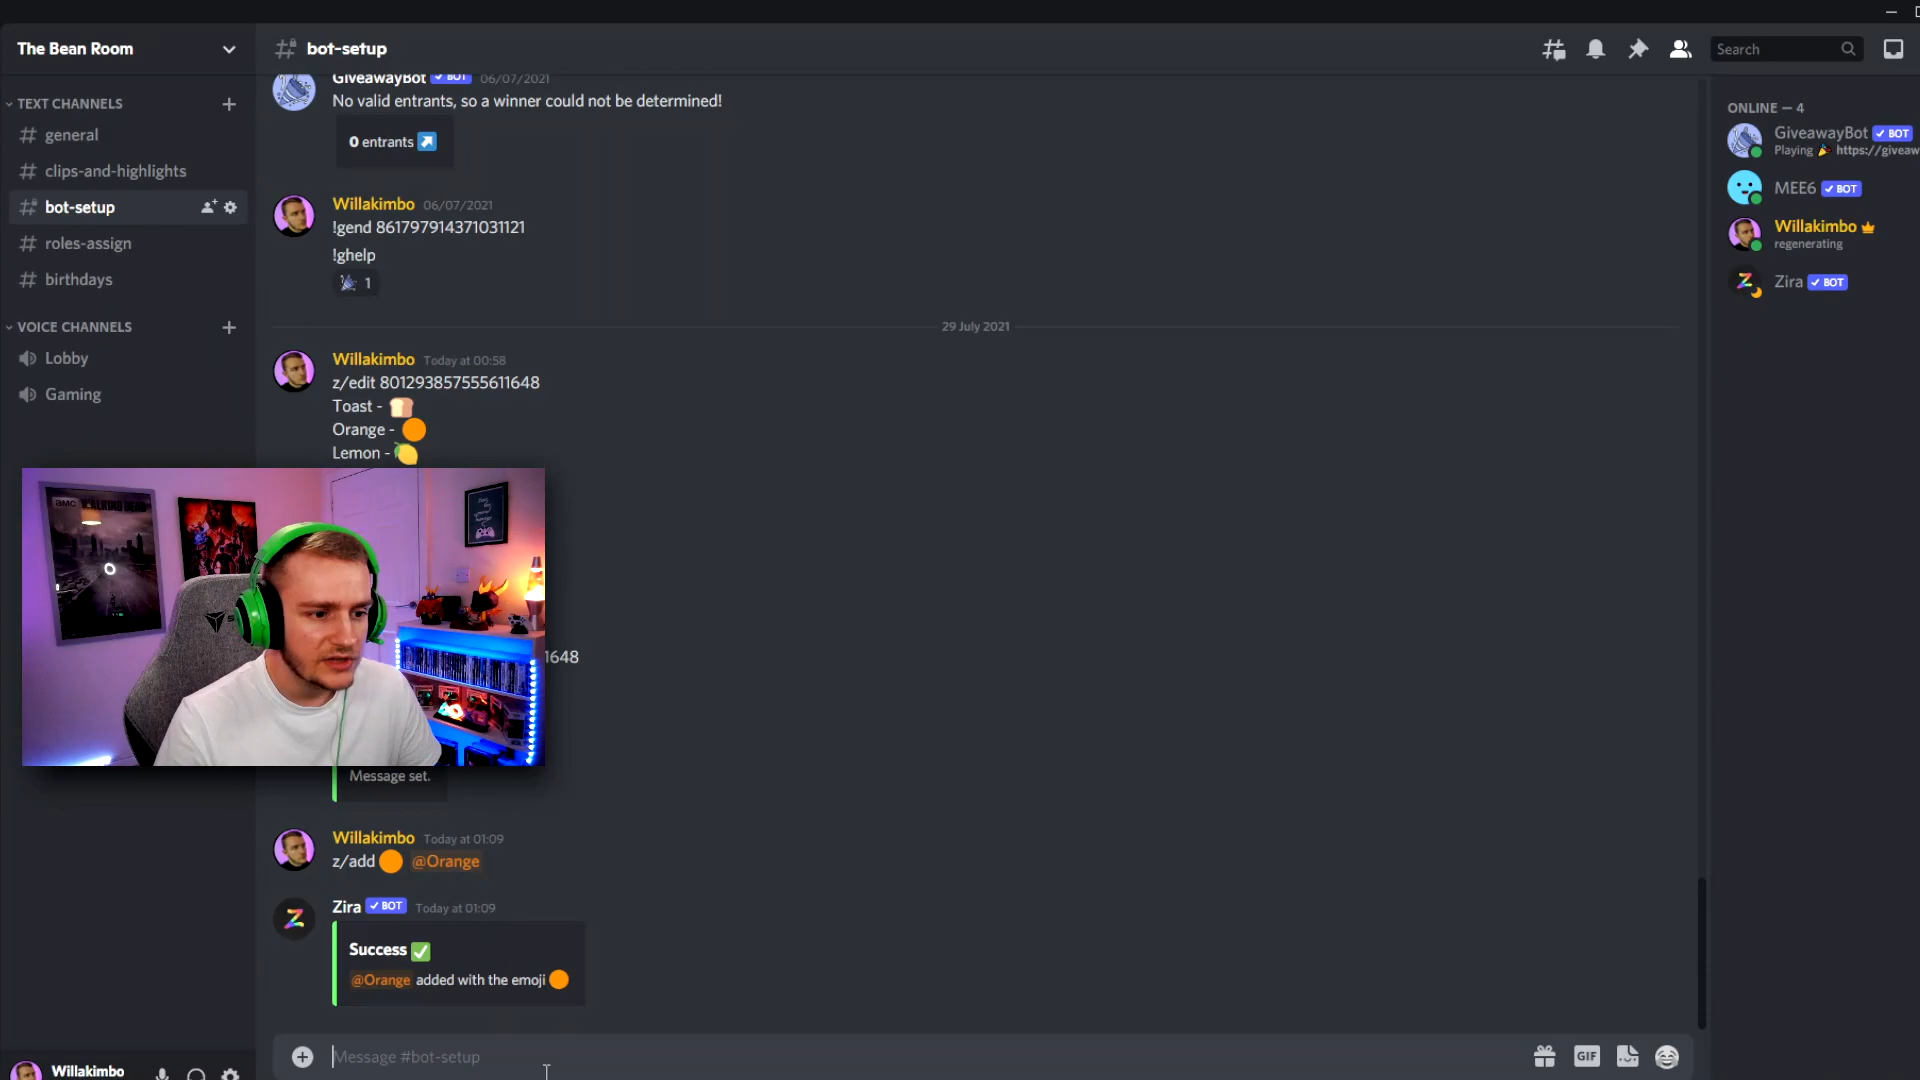 The Bean Room
bot-setup
Search
TEXT CHANNELS
general
clips-and-highlights
bot-setup
roles-assign
birthdays
VOICE CHANNELS
Lobby
Gaming
GiveawayBot BOT 06/07/2021
No valid entrants, so a winner could not be determined!
0 entrants
Willakimbo 06/07/2021
!gend 861797914371031121
!ghelp
1
29 July 2021
Willakimbo Today at 00:58
z/edit 801293857555611648
Toast -
Orange -
Lemon -
AMC
1648
Message set.
Willakimbo Today at 01:09
z/add @Orange
Zira BOT Today at 01:09
Success
@Orange added with the emoji
Message #bot-setup
GIF
Willakimbo
ONLINE — 4
GiveawayBot BOT
Playing https://giveaw
MEE6 BOT
Willakimbo
regenerating
Zira BOT